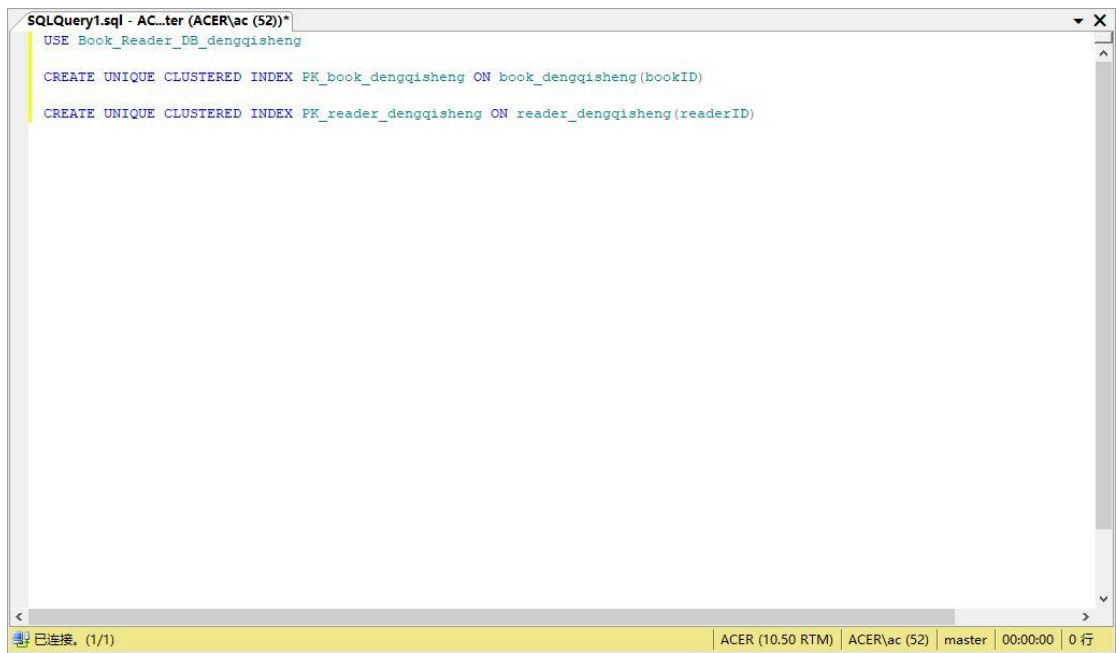 SQLQuery1.sql - AC...ter (ACER\ac (52))*
USE Book_Reader_DB_dengqisheng
CREATE UNIQUE CLUSTERED INDEX PK_book_dengqisheng ON book_dengqisheng(bookID)
CREATE UNIQUE CLUSTERED INDEX PK_reader_dengqisheng ON reader_dengqisheng(readerID)
已连接。(1/1) ACER (10.50 RTM) ACER\ac (52) master 00:00:00 0 行